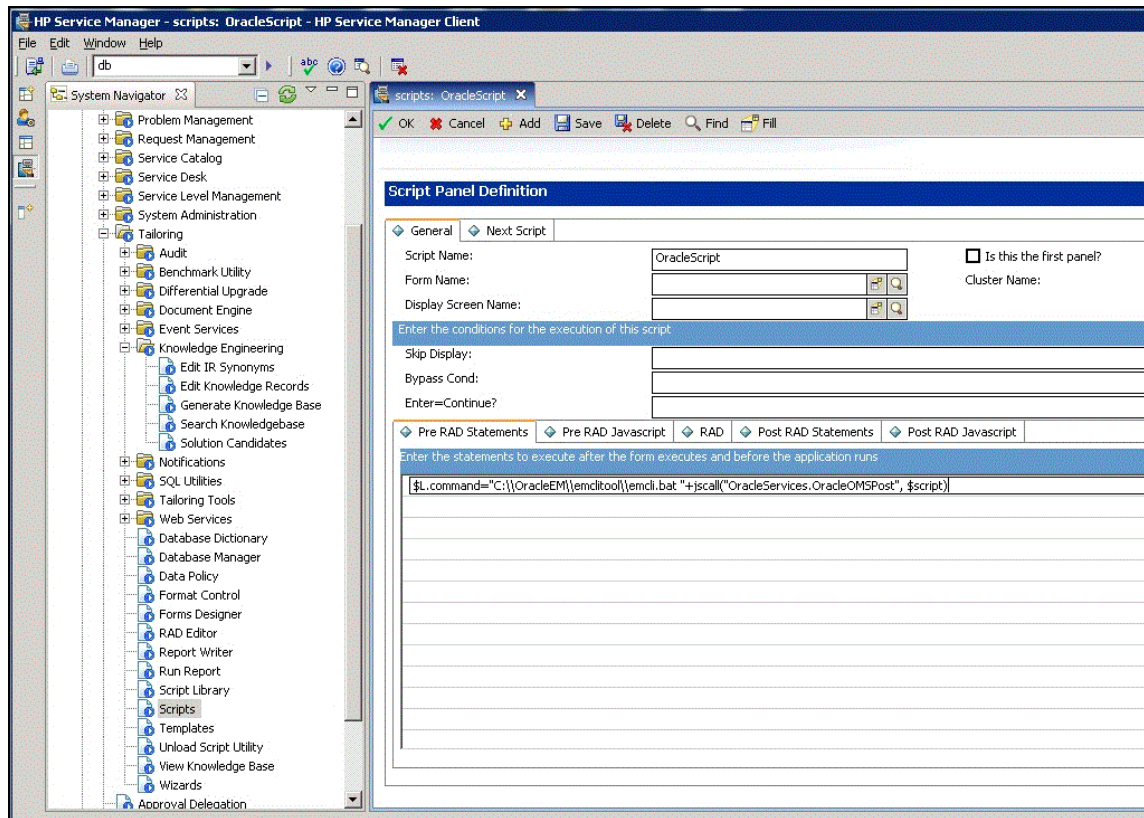 HP Service Manager - scripts: OracleScript - HP Service Manager Client
File Edit Window Help
db
abc
System Navigator
Problem Management
Request Management
Service Catalog
Service Desk
Service Level Management
System Administration
Tailoring
Audit
Benchmark Utility
Differential Upgrade
Document Engine
Event Services
Knowledge Engineering
Edit IR Synonyms
Edit Knowledge Records
Generate Knowledge Base
Search Knowledgebase
Solution Candidates
Notifications
SQL Utilities
Tailoring Tools
Web Services
Database Dictionary
Database Manager
Data Policy
Format Control
Forms Designer
RAD Editor
Report Writer
Run Report
Script Library
Scripts
Templates
Unload Script Utility
View Knowledge Base
Wizards
Approval Delegation
scripts: OracleScript
OK Cancel Add Save Delete Find Fill
Script Panel Definition
General Next Script
Script Name: OracleScript Is this the first panel?
Form Name: Cluster Name:
Display Screen Name:
Enter the conditions for the execution of this script
Skip Display:
Bypass Cond:
Enter=Continue?
Pre RAD Statements Pre RAD Javascript RAD Post RAD Statements Post RAD Javascript
Enter the statements to execute after the form executes and before the application runs
$L.command="C:\\OracleEM\\emclitool\\emcli.bat "+jscall("OracleServices.OracleOMSPost", $script)